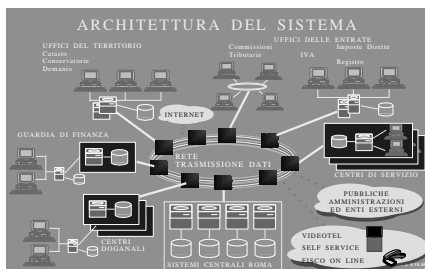 ARCHITETTURA DEL SISTEMA
UFFICI DEL TERRITORIO
Catasto
Conservatorie
Demanio
Commissioni
Tributarie
UFFICI DELLE ENTRATE
Imposte Dirette
IVA
Registro
INTERNET
GUARDIA DI FINANZA
RETE
TRASMISSIONE DATI
CENTRI DI SERVIZIO
PUBBLICHE
AMMINISTRAZIONI
ED ENTI ESTERNI
CENTRI
DOGANALI
SISTEMI CENTRALI ROMA
VIDEOTEL
SELF SERVICE
FISCO ON LINE